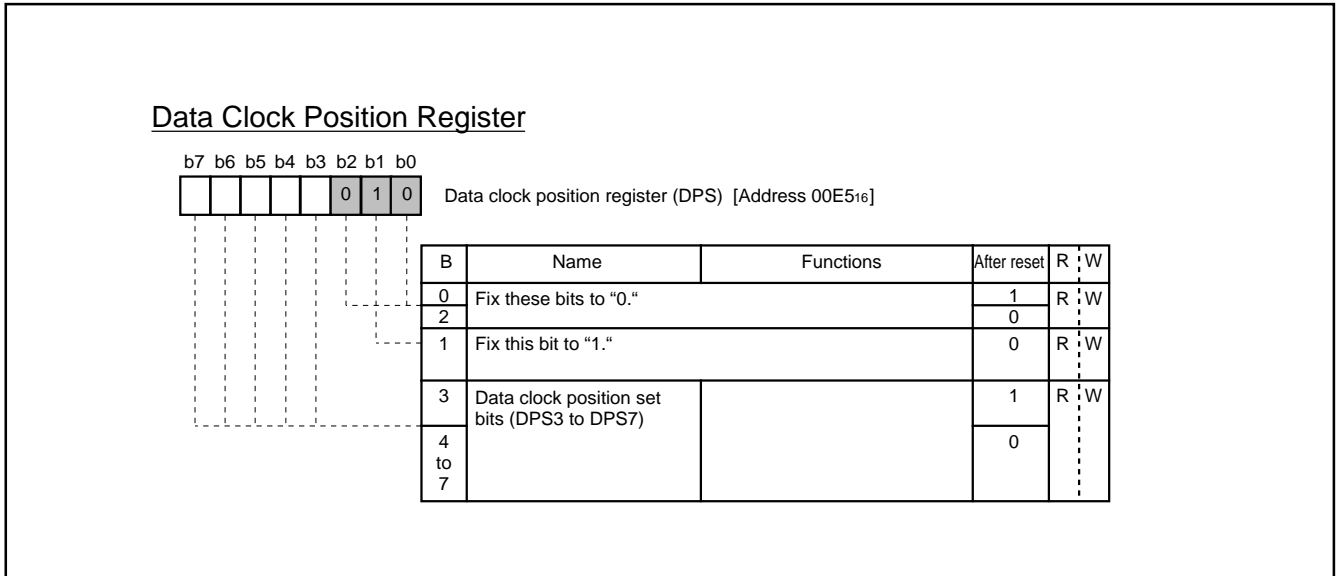 Data Clock Position Register
b7 b6 b5 b4 b3 b2 b1 b0
0 1 0
Data clock position register (DPS) [Address 00E516]
B Name Functions After reset R W
0 Fix these bits to “0.“ 1 R W
2 0
1 Fix this bit to “1.“ 0 R W
3 Data clock position set 1 R W
bits (DPS3 to DPS7)
4 0
to
7